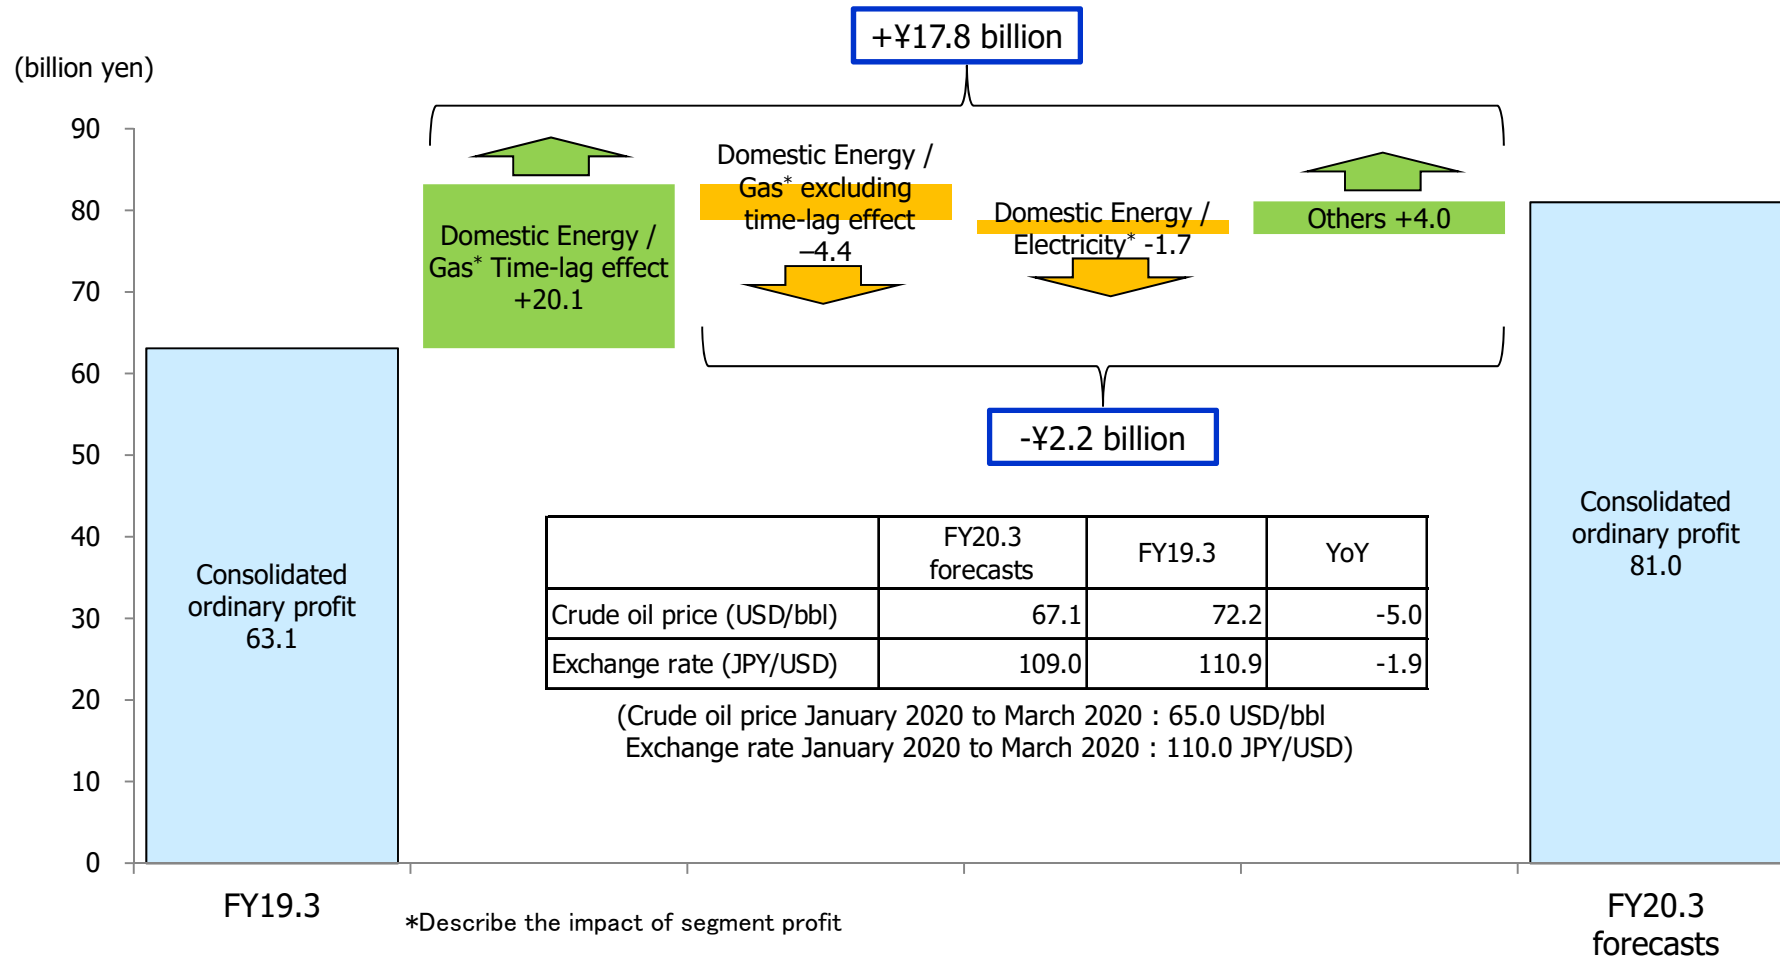 +¥17.8 billion
(billion yen)
90
80
70
60
50
40
30
20
10
0
Domestic Energy /
Gas* Time-lag effect
+20.1
Domestic Energy /
Gas* excluding
time-lag effect
−4.4
Domestic Energy /
Electricity* -1.7
Others +4.0
-¥2.2 billion
Consolidated
ordinary profit
63.1
Consolidated
ordinary profit
81.0
FY20.3 forecasts FY19.3 YoY
Crude oil price (USD/bbl) 67.1 72.2 -5.0
Exchange rate (JPY/USD) 109.0 110.9 -1.9
(Crude oil price January 2020 to March 2020 : 65.0 USD/bbl
Exchange rate January 2020 to March 2020 : 110.0 JPY/USD)
FY19.3
FY20.3
forecasts
*Describe the impact of segment profit